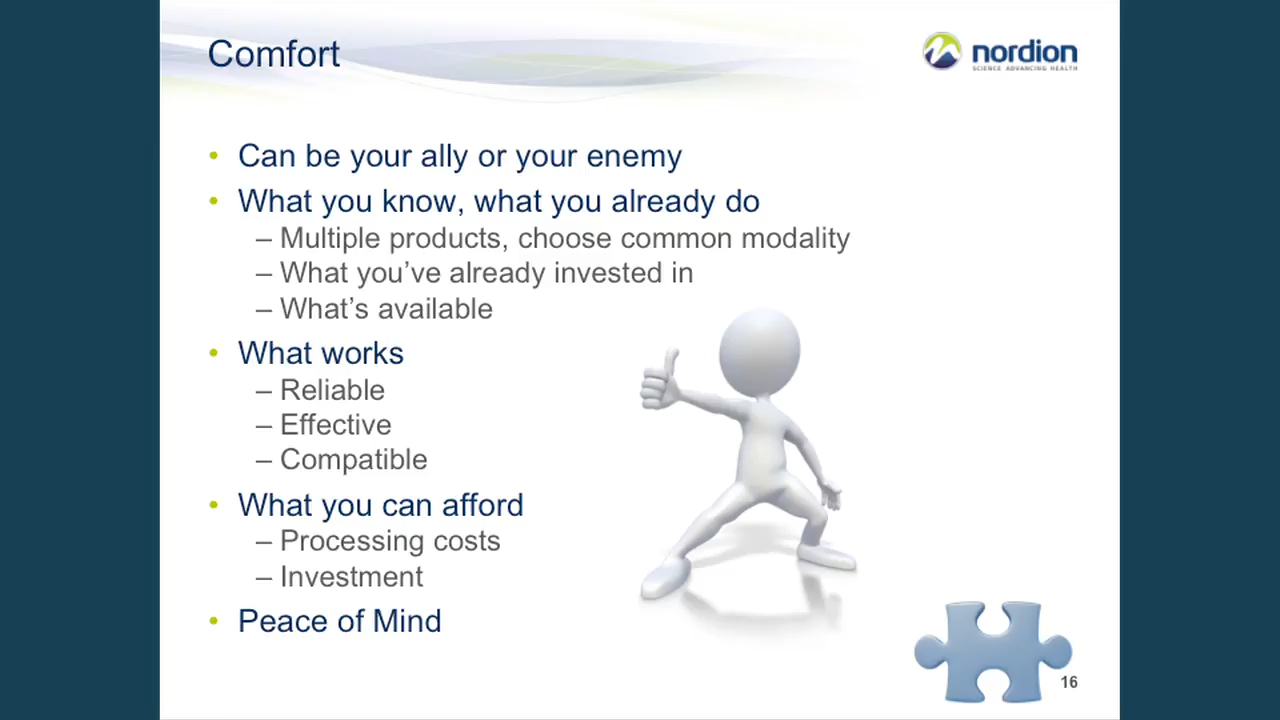 Comfort
nordion
SCIENCE ADVANCING HEALTH
• Can be your ally or your enemy
• What you know, what you already do
– Multiple products, choose common modality
– What you’ve already invested in
– What’s available
• What works
– Reliable
– Effective
– Compatible
• What you can afford
– Processing costs
– Investment
• Peace of Mind
16